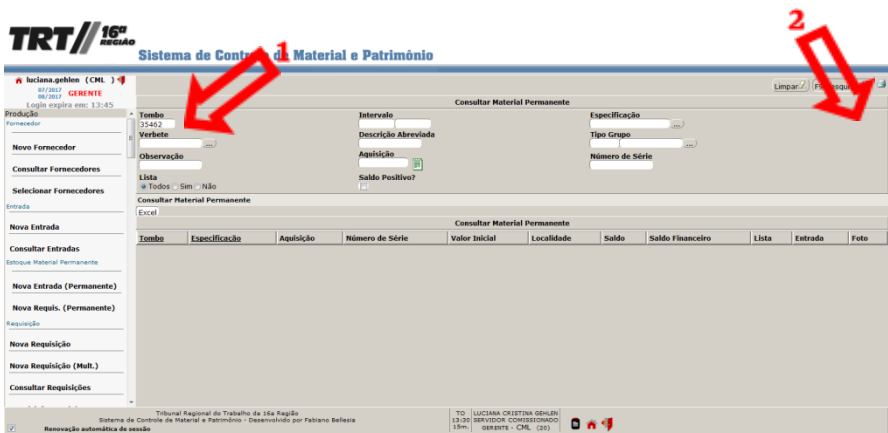 TRT// 16ª REGIÃO
Sistema de Controle de Material e Patrimônio
1
2
luciana.gehlen (CML )
07/2017
08/2017 GERENTE
Login expira em: 13:45
Limpar
Consultar Material Permanente
Produção
Fornecedor
Novo Fornecedor
Consultar Fornecedores
Selecionar Fornecedores
Entrada
Nova Entrada
Consultar Entradas
Estoque Material Permanente
Nova Entrada (Permanente)
Nova Requis. (Permanente)
Requisição
Nova Requisição
Nova Requisição (Mult.)
Consultar Requisições
Tombo Intervalo Especificação
35462 ...
Verbete Descrição Abreviada Tipo Grupo
... ...
Observação Aquisição Número de Série
Lista Saldo Positivo?
Todos Sim Não
Consultar Material Permanente
Excel
Consultar Material Permanente
Tombo Especificação Aquisição Número de Série Valor Inicial Localidade Saldo Saldo Financeiro Lista Entrada Foto
Tribunal Regional do Trabalho da 16a Região
Sistema de Controle de Material e Patrimônio - Desenvolvido por Fabiano Bellesia
Renovação automática de sessão
TO LUCIANA CRISTINA GEHLEN
13:30 SERVIDOR COMISSIONADO
15m. GERENTE - CML (20)